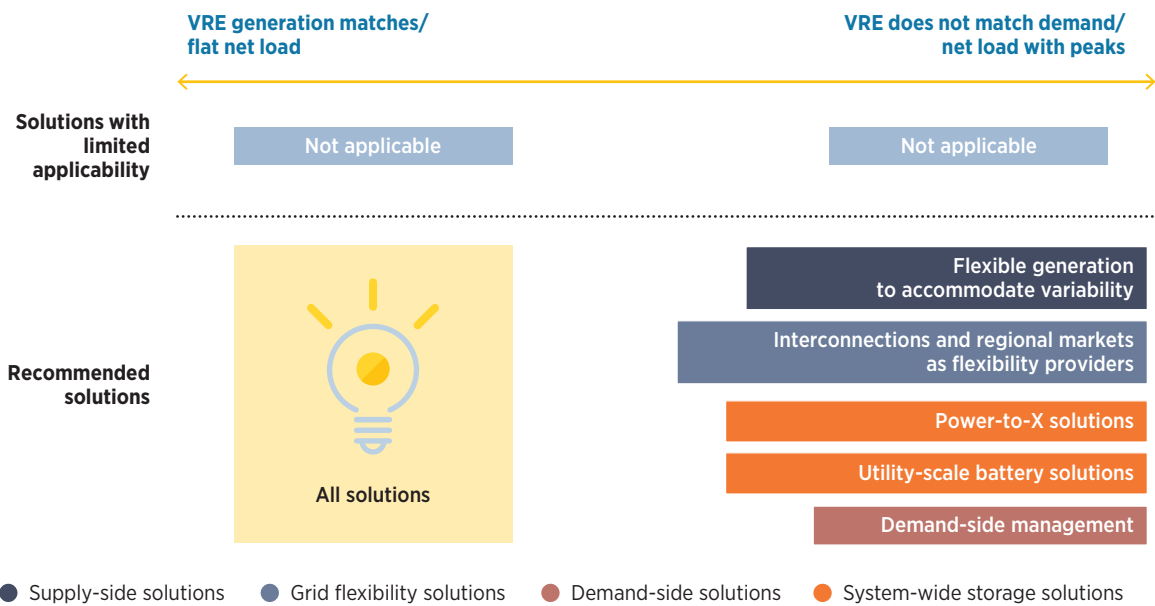 VRE generation matches/
flat net load
VRE does not match demand/
net load with peaks
Solutions with
limited
applicability
Not applicable
Not applicable
Recommended
solutions
All solutions
Flexible generation
to accommodate variability
Interconnections and regional markets
as flexibility providers
Power-to-X solutions
Utility-scale battery solutions
Demand-side management
Supply-side solutions
Grid flexibility solutions
Demand-side solutions
System-wide storage solutions